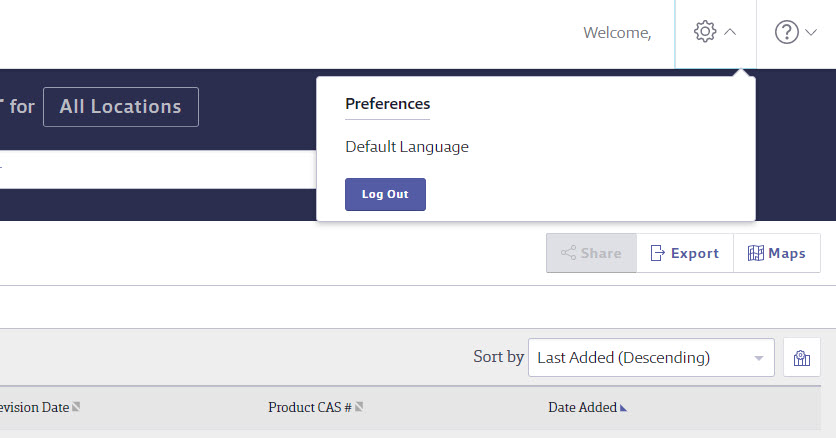 Welcome,
for All Locations
Preferences
Default Language
Log Out
Share Export Maps
Sort by Last Added (Descending)
evision Date Product CAS # Date Added